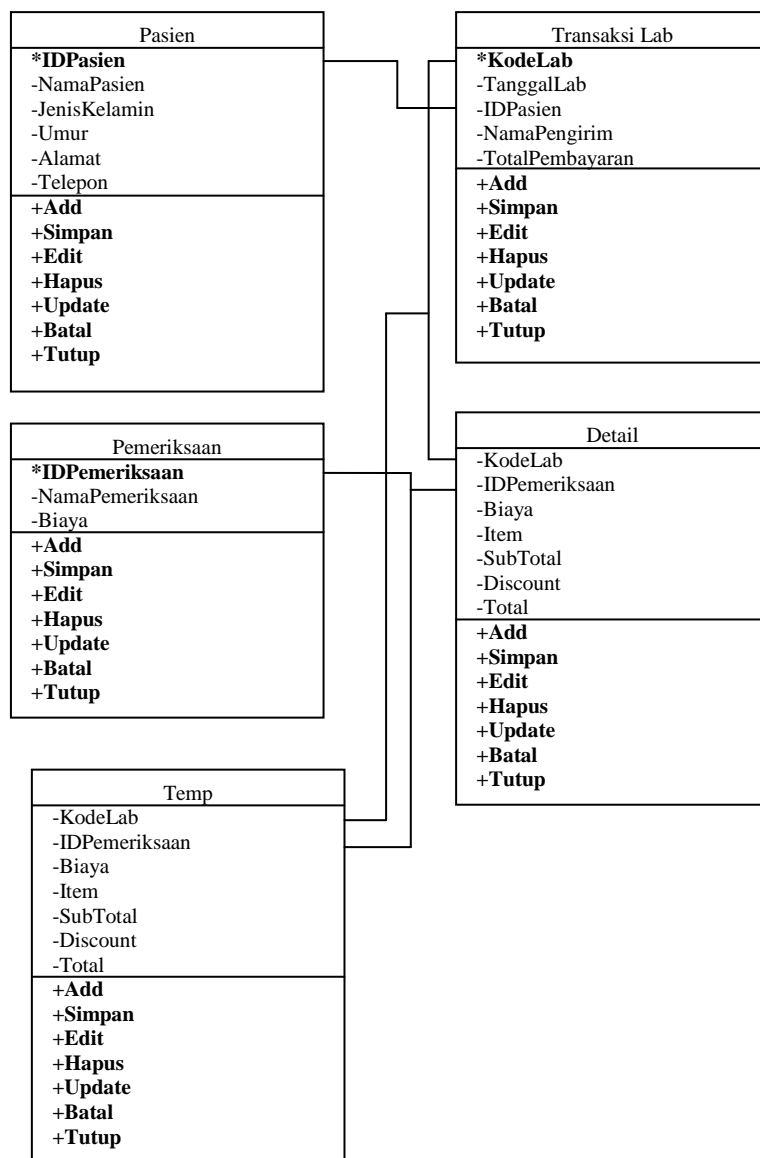 Pasien
*IDPasien
-NamaPasien
-JenisKelamin
-Umur
-Alamat
-Telepon
+Add
+Simpan
+Edit
+Hapus
+Update
+Batal
+Tutup
Transaksi Lab
*KodeLab
-TanggalLab
-IDPasien
-NamaPengirim
-TotalPembayaran
+Add
+Simpan
+Edit
+Hapus
+Update
+Batal
+Tutup
Pemeriksaan
*IDPemeriksaan
-NamaPemeriksaan
-Biaya
+Add
+Simpan
+Edit
+Hapus
+Update
+Batal
+Tutup
Detail
-KodeLab
-IDPemeriksaan
-Biaya
-Item
-SubTotal
-Discount
-Total
+Add
+Simpan
+Edit
+Hapus
+Update
+Batal
+Tutup
Temp
-KodeLab
-IDPemeriksaan
-Biaya
-Item
-SubTotal
-Discount
-Total
+Add
+Simpan
+Edit
+Hapus
+Update
+Batal
+Tutup